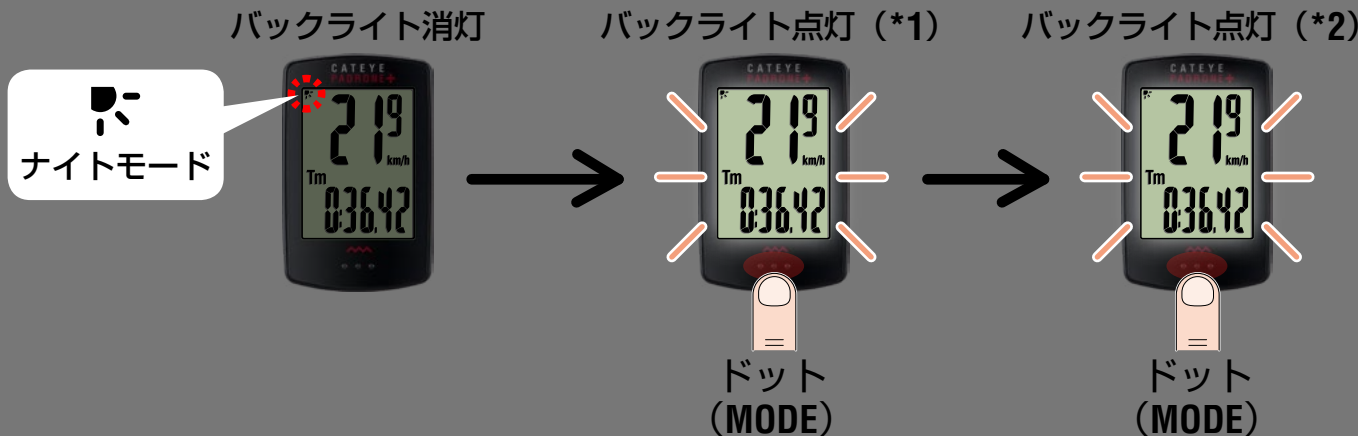 バックライト消灯
バックライト点灯（*1）
バックライト点灯（*2）
ナイトモード
CATEYE
PADRONE+
21 9
km/h
Tm
0:36.42
CATEYE
PADRONE+
21 9
km/h
Tm
0:36.42
CATEYE
PADRONE+
21 9
km/h
Tm
0:36.42
ドット
（MODE）
ドット
（MODE）